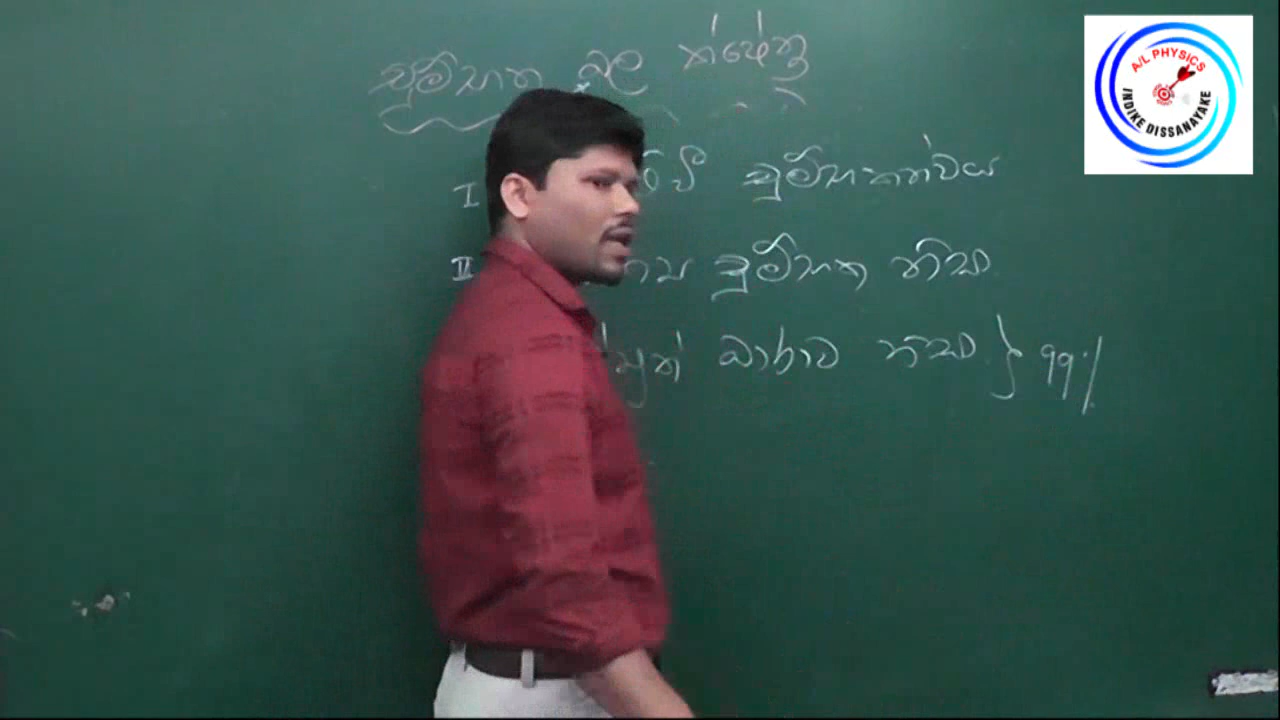 චුම්භක බල ක්ෂේත්‍ර
I චුම්භකත්වය
II චුම්භක නිසා
ධාරාව නිසා } 99%
A/L PHYSICS
INDIKE DISSANAYAKE